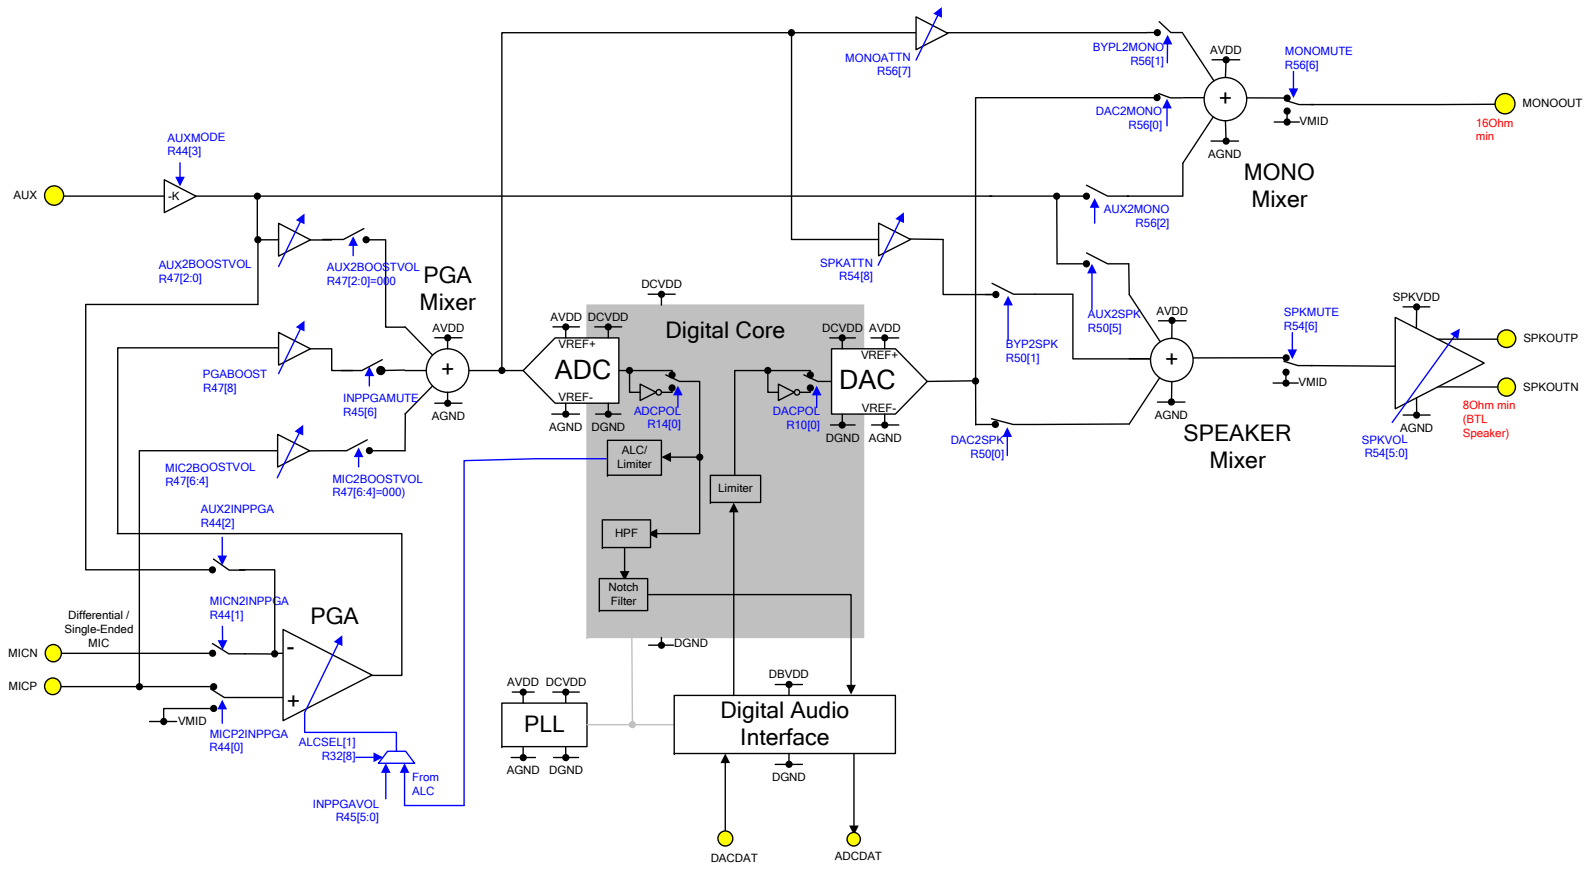 MONOATTN
R56[7]
BYPL2MONO
R56[1]
AVDD
MONOMUTE
R56[6]
+
MONOOUT
VMID
16Ohm
min
DAC2MONO
R56[0]
AGND
MONO
Mixer
AUXMODE
R44[3]
AUX
-K
AUX2MONO
R56[2]
AUX2BOOSTVOL
R47[2:0]
AUX2BOOSTVOL
R47[2:0]=000
PGA
Mixer
SPKATTN
R54[8]
DCVDD
AUX2SPK
R50[5]
BYP2SPK
R50[1]
AVDD
SPKMUTE
R54[6]
SPKVDD
SPKOUTP
AVDD
AVDD
DCVDD
Digital Core
DCVDD
AVDD
VREF+
ADC
VREF-
VREF+
DAC
VREF-
+
+
VMID
SPKOUTN
8Ohm min
(BTL
Speaker)
PGABOOST
R47[8]
INPPGAMUTE
R45[6]
AGND
AGND
DGND
ADCPOL
R14[0]
DACPOL
R10[0]
DGND
AGND
DAC2SPK
R50[0]
AGND
SPEAKER
Mixer
AGND
SPKVOL
R54[5:0]
MIC2BOOSTVOL
R47[6:4]
MIC2BOOSTVOL
R47[6:4]=000)
ALC/
Limiter
Limiter
AUX2INPPGA
R44[2]
HPF
Notch
Filter
MICN2INPPGA
R44[1]
PGA
Differential /
Single-Ended
MIC
MICN
-
DGND
MICP
+
VMID
MICP2INPPGA
R44[0]
ALCSEL[1]
R32[8]
From
ALC
INPPGAVOL
R45[5:0]
AVDD
DCVDD
PLL
AGND
DGND
DBVDD
Digital Audio
Interface
DGND
DACDAT
ADCDAT